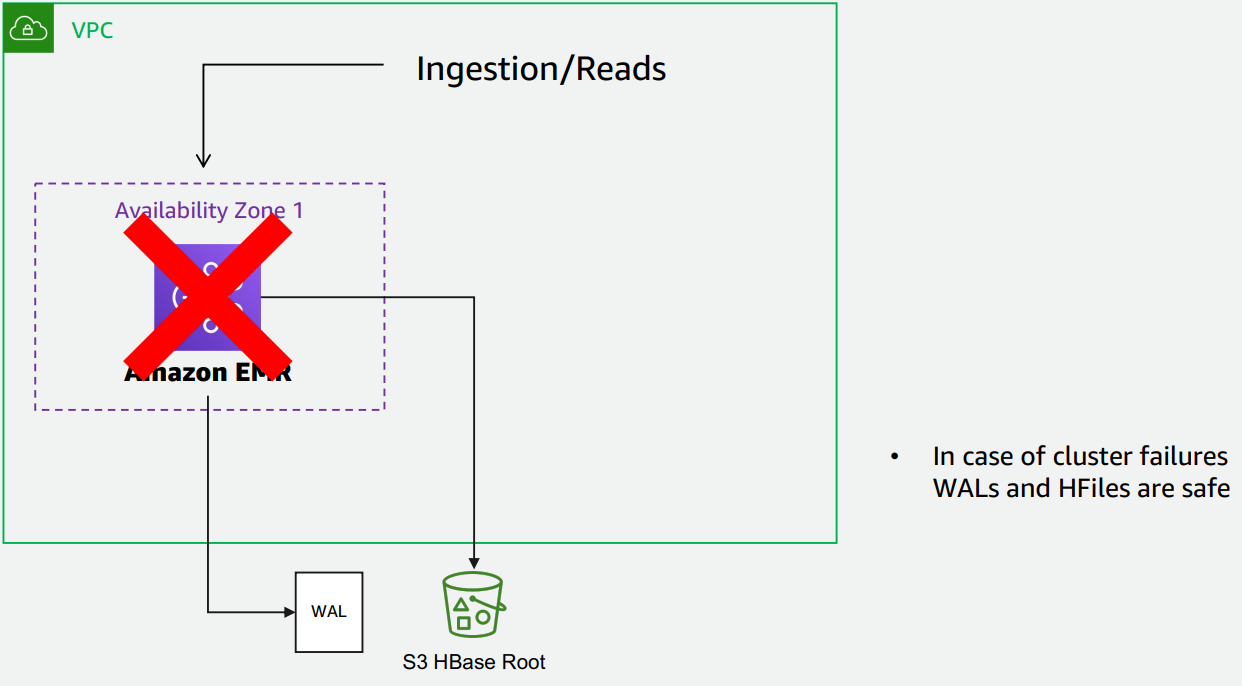 VPC
Ingestion/Reads
Availability Zone 1
Amazon EMR
• In case of cluster failures
WALs and HFiles are safe
WAL
S3 HBase Root